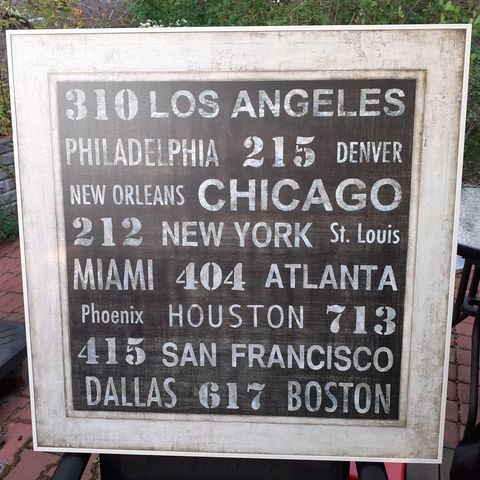 310 LOS ANGELES
PHILADELPHIA 215 DENVER
NEW ORLEANS CHICAGO
212 NEW YORK St. Louis
MIAMI 404 ATLANTA
Phoenix HOUSTON 713
415 SAN FRANCISCO
DALLAS 617 BOSTON